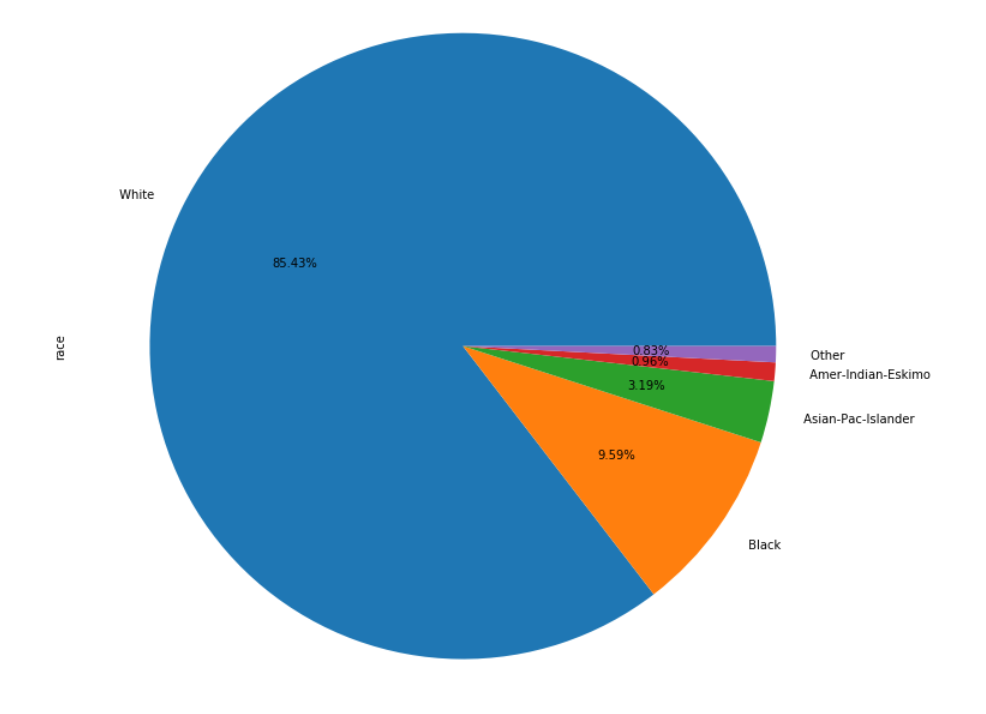 White
85.43%
race
0.83%
Other
0.96%
Amer-Indian-Eskimo
3.19%
Asian-Pac-Islander
9.59%
Black